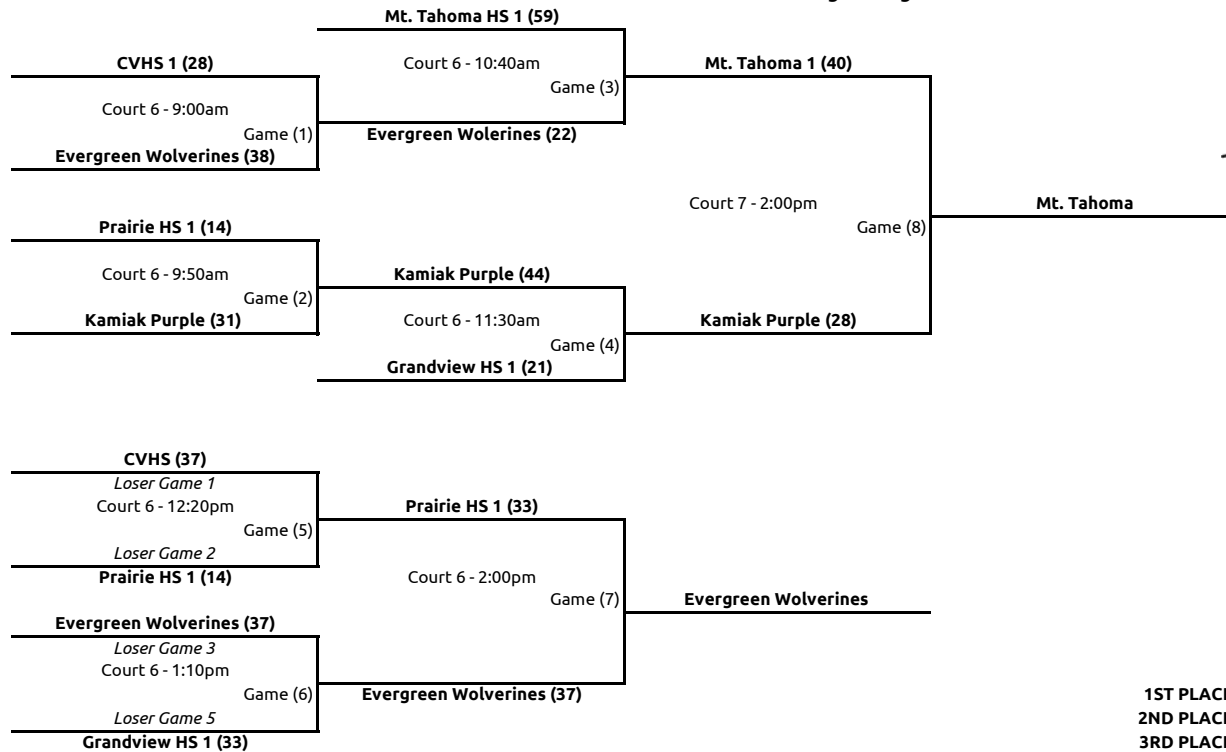 Mt. Tahoma HS 1 (59)
CVHS 1 (28)
Court 6 - 10:40am
Mt. Tahoma 1 (40)
Game (3)
Court 6 - 9:00am
Game (1)
Evergreen Wolerines (22)
Evergreen Wolverines (38)
Court 7 - 2:00pm
Mt. Tahoma
Prairie HS 1 (14)
Game (8)
Court 6 - 9:50am
Kamiak Purple (44)
Game (2)
Kamiak Purple (31)
Court 6 - 11:30am
Kamiak Purple (28)
Game (4)
Grandview HS 1 (21)
CVHS (37)
Loser Game 1
Court 6 - 12:20pm
Prairie HS 1 (33)
Game (5)
Loser Game 2
Prairie HS 1 (14)
Court 6 - 2:00pm
Game (7)
Evergreen Wolverines
Evergreen Wolverines (37)
Loser Game 3
Court 6 - 1:10pm
Game (6)
Evergreen Wolverines (37)
1ST PLACE
Loser Game 5
2ND PLACE
Grandview HS 1 (33)
3RD PLACE